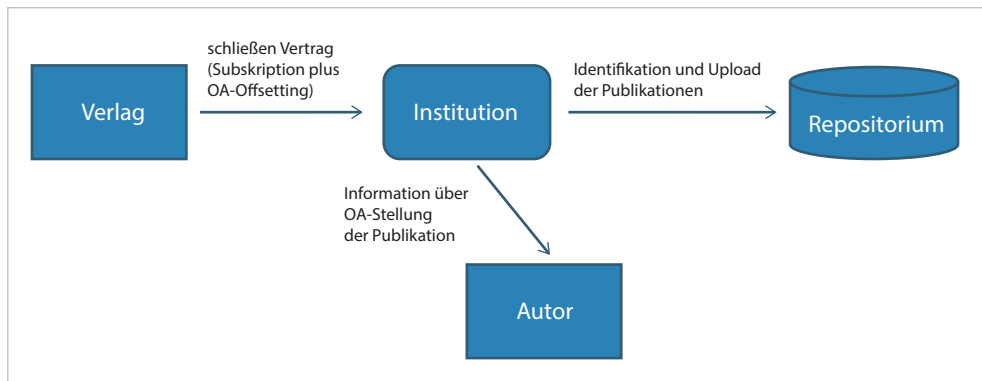 schließen Vertrag
(Subskription plus
OA-Offsetting)
Verlag
Institution
Identifikation und Upload
der Publikationen
Repositorium
Information über
OA-Stellung
der Publikation
Autor